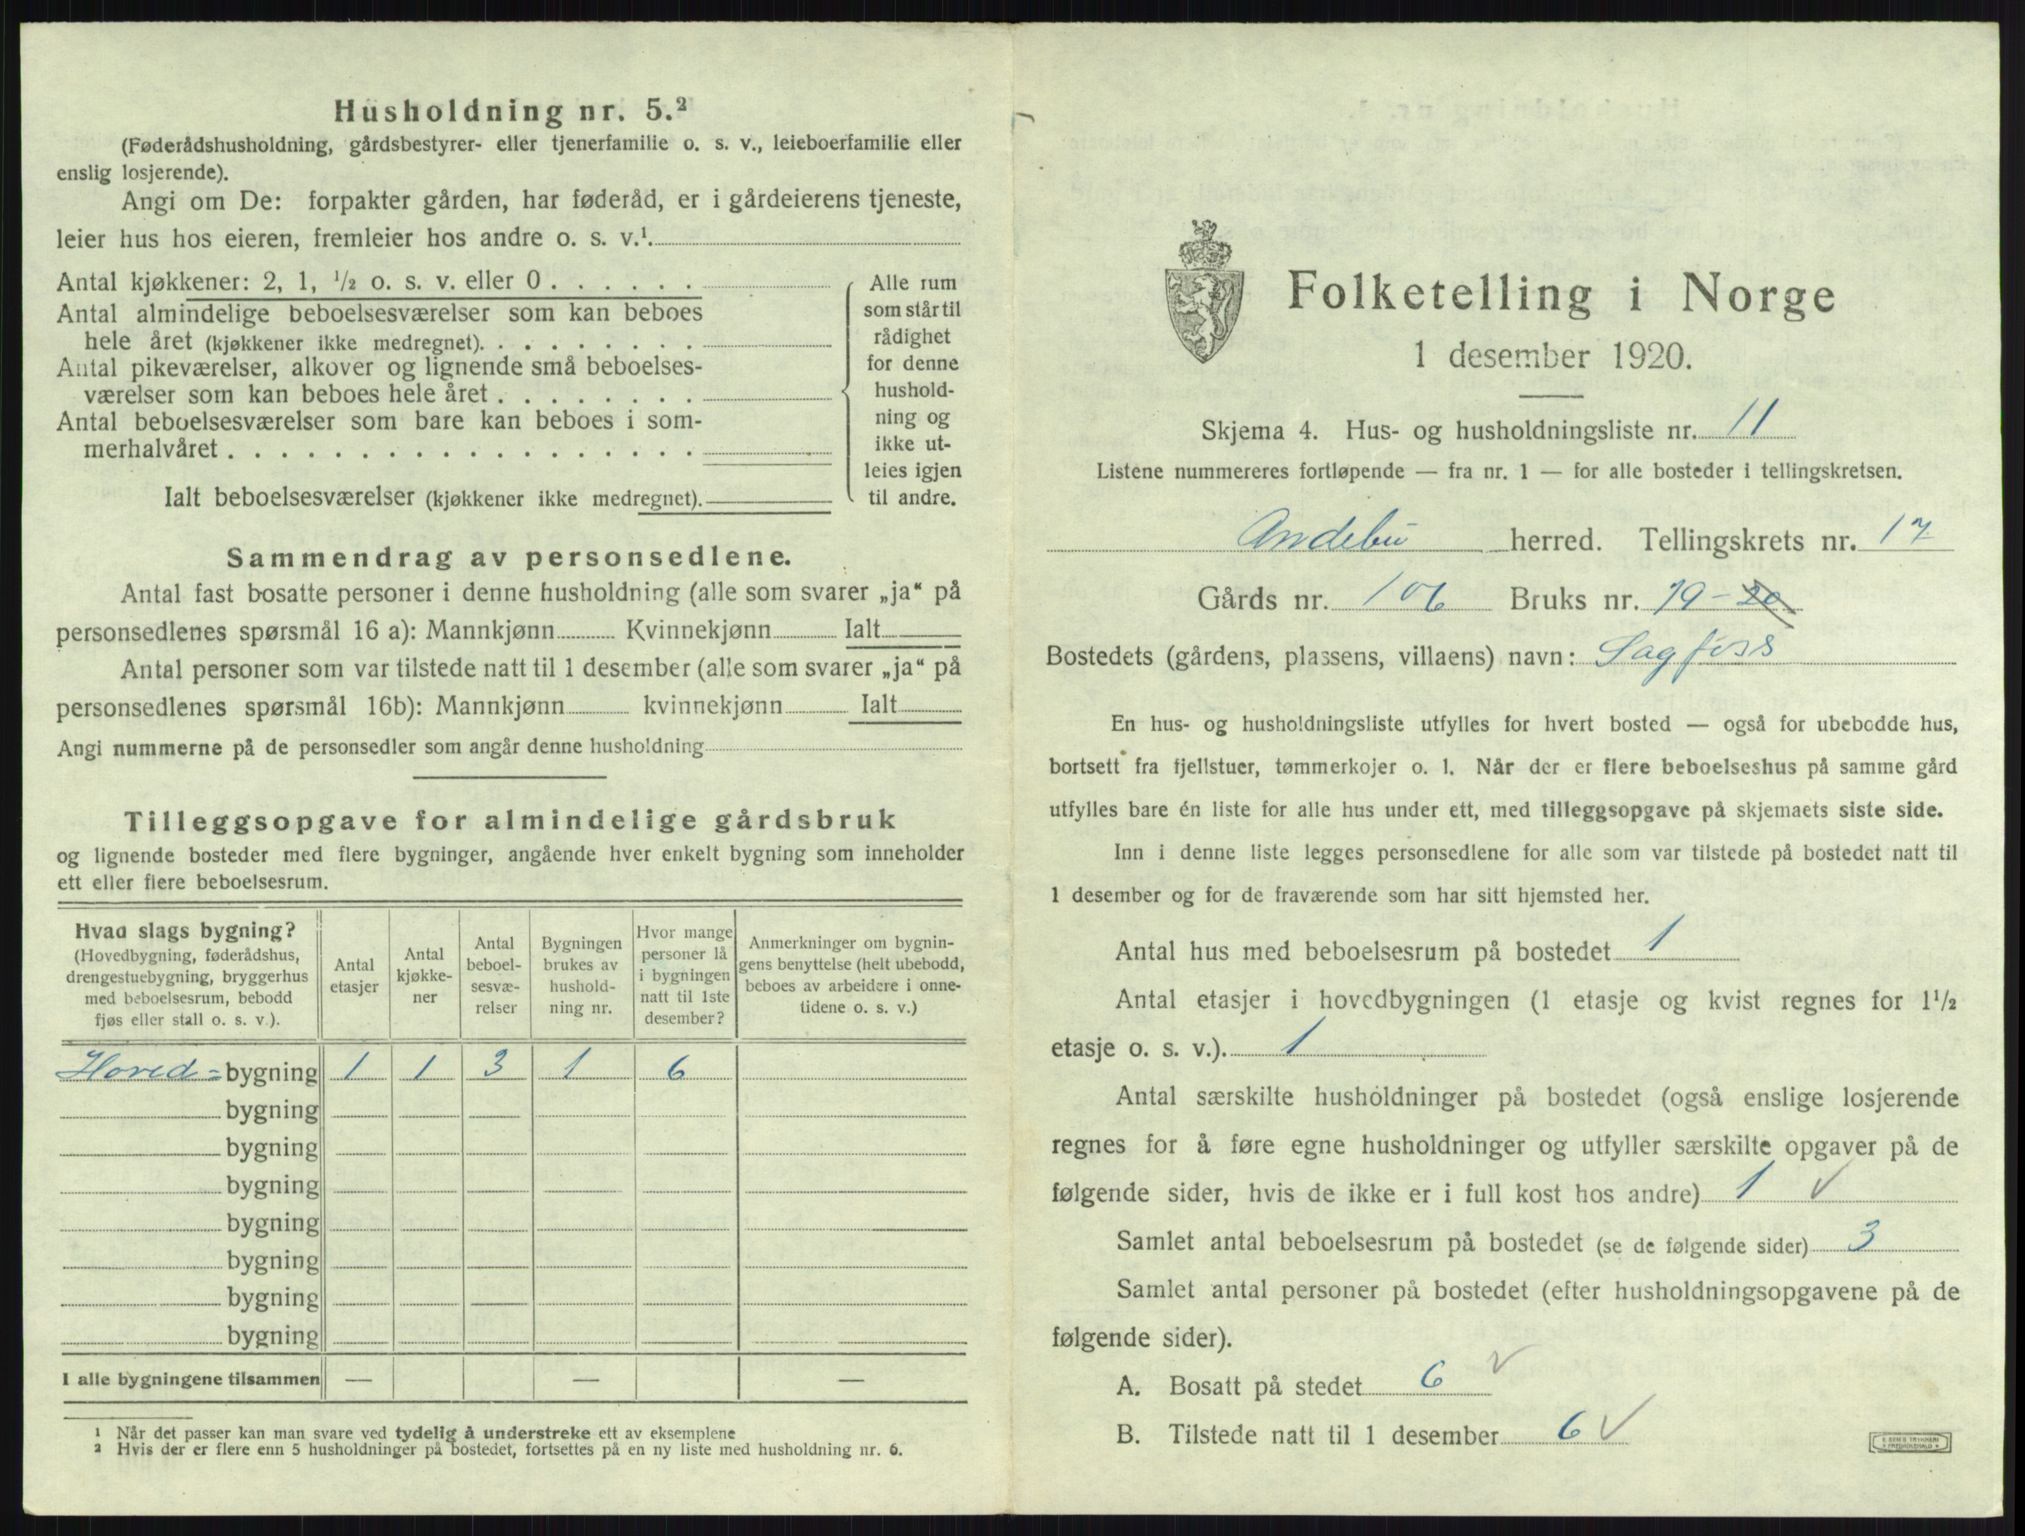 Husholdning nr. 5.²
(Føderådshusholdning, gårdsbestyrer- eller tjenerfamilie o. s. v., leieboerfamilie eller
enslig losjerende).
Angi om De: forpakter gården, har føderåd, er i gårdeierens tjeneste,
leier hus hos eieren, fremleier hos andre o. s. v.¹
Antal kjøkkener: 2, 1, ½ o. s. v. eller 0 . . . . . .
Antal almindelige beboelsesværelser som kan beboes
hele året (kjøkkener ikke medregnet). . . . . . . . .
Antal pikeværelser, alkover og lignende små beboelses-
værelser som kan beboes hele året . . . . . . . .
Antal beboelsesværelser som bare kan beboes i som-
merhalvåret . . . . . . . . . . . . . . . . . .
Ialt beboelsesværelser (kjøkkener ikke medregnet).
Alle rum
som står til
rådighet
for denne
hushold-
ning og
ikke ut-
leies igjen
til andre.
Sammendrag av personsedlene.
Antal fast bosatte personer i denne husholdning (alle som svarer „ja“ på
personsedlenes spørsmål 16 a): Mannkjønn Kvinnekjønn Ialt
Antal personer som var tilstede natt til 1 desember (alle som svarer „ja“ på
personsedlenes spørsmål 16b): Mannkjønn kvinnekjønn Ialt
Angi nummerne på de personsedler som angår denne husholdning
Tilleggsopgave for almindelige gårdsbruk
og lignende bosteder med flere bygninger, angående hver enkelt bygning som inneholder
ett eller flere beboelsesrum.
Hvad slags bygning?
(Hovedbygning, føderådshus,
drengestuebygning, bryggerhus
med beboelsesrum, bebodd
fjøs eller stall o. s. v.).
Antal
etasjer
Antal
kjøkke-
ner
Antal
beboel-
sesvæ-
relser
Bygningen
brukes av
hushold-
ning nr.
Hvor mange
personer lå
i bygningen
natt til 1ste
desember?
Anmerkninger om bygnin-
gens benyttelse (helt ubebodd,
beboes av arbeidere i onne-
tidene o. s. v.)
Hoved= bygning 1 1 3 1 6
bygning
bygning
bygning
bygning
bygning
bygning
bygning
I alle bygningene tilsammen — — —
¹ Når det passer kan man svare ved tydelig å understreke ett av eksemplene
² Hvis der er flere enn 5 husholdninger på bostedet, fortsettes på en ny liste med husholdning nr. 6.
Folketelling i Norge
1 desember 1920.
Skjema 4. Hus- og husholdningsliste nr. 11
Listene nummereres fortløpende — fra nr. 1 — for alle bosteder i tellingskretsen.
Andebu herred. Tellingskrets nr. 17
Gårds nr. 106 Bruks nr. 19-20
Bostedets (gårdens, plassens, villaens) navn: Sagfoss
En hus- og husholdningsliste utfylles for hvert bosted — også for ubebodde hus,
bortsett fra fjellstuer, tømmerkojer o. l. Når der er flere beboelseshus på samme gård
utfylles bare én liste for alle hus under ett, med tilleggsopgave på skjemaets siste side.
Inn i denne liste legges personsedlene for alle som var tilstede på bostedet natt til
1 desember og for de fraværende som har sitt hjemsted her.
Antal hus med beboelsesrum på bostedet 1
Antal etasjer i hovedbygningen (1 etasje og kvist regnes for 1½
etasje o. s. v.). 1
Antal særskilte husholdninger på bostedet (også enslige losjerende
regnes for å føre egne husholdninger og utfyller særskilte opgaver på de
følgende sider, hvis de ikke er i full kost hos andre) 1 ✓
Samlet antal beboelsesrum på bostedet (se de følgende sider) 3
Samlet antal personer på bostedet (efter husholdningsopgavene på de
følgende sider).
A. Bosatt på stedet 6 ✓
B. Tilstede natt til 1 desember 6 ✓